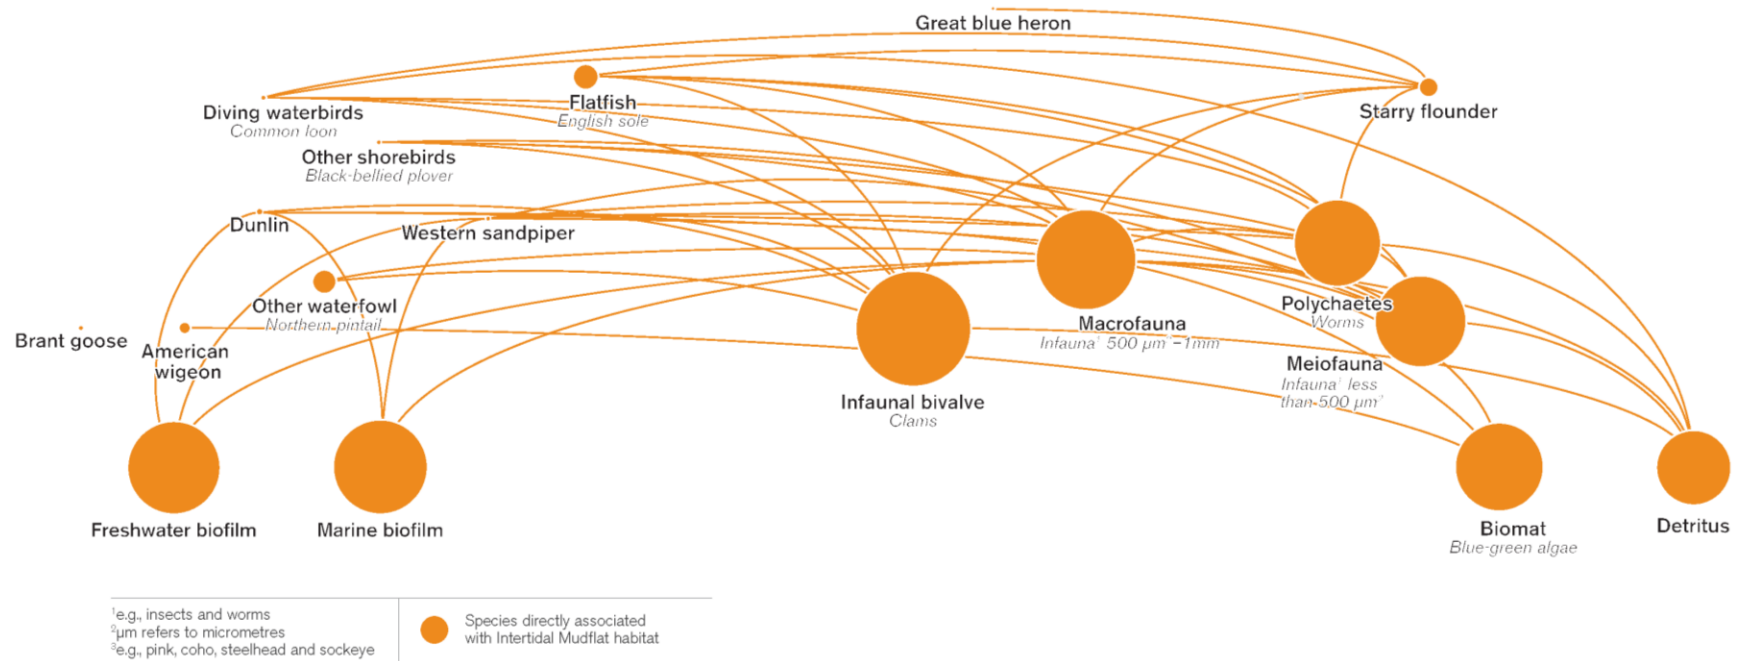 Great blue heron
Flatfish
English sole
Diving waterbirds
Common loon
Starry flounder
Other shorebirds
Black-bellied plover
Dunlin
Western sandpiper
Other waterfowl
Northern pintail
Brant goose
American
wigeon
Polychaetes
Worms
Macrofauna
Infauna¹ 500 µm²–1mm
Meiofauna
Infauna¹ less
than 500 µm²
Infaunal bivalve
Clams
Freshwater biofilm
Marine biofilm
Biomat
Blue-green algae
Detritus
¹e.g., insects and worms
²µm refers to micrometres
³e.g., pink, coho, steelhead and sockeye
Species directly associated
with Intertidal Mudflat habitat